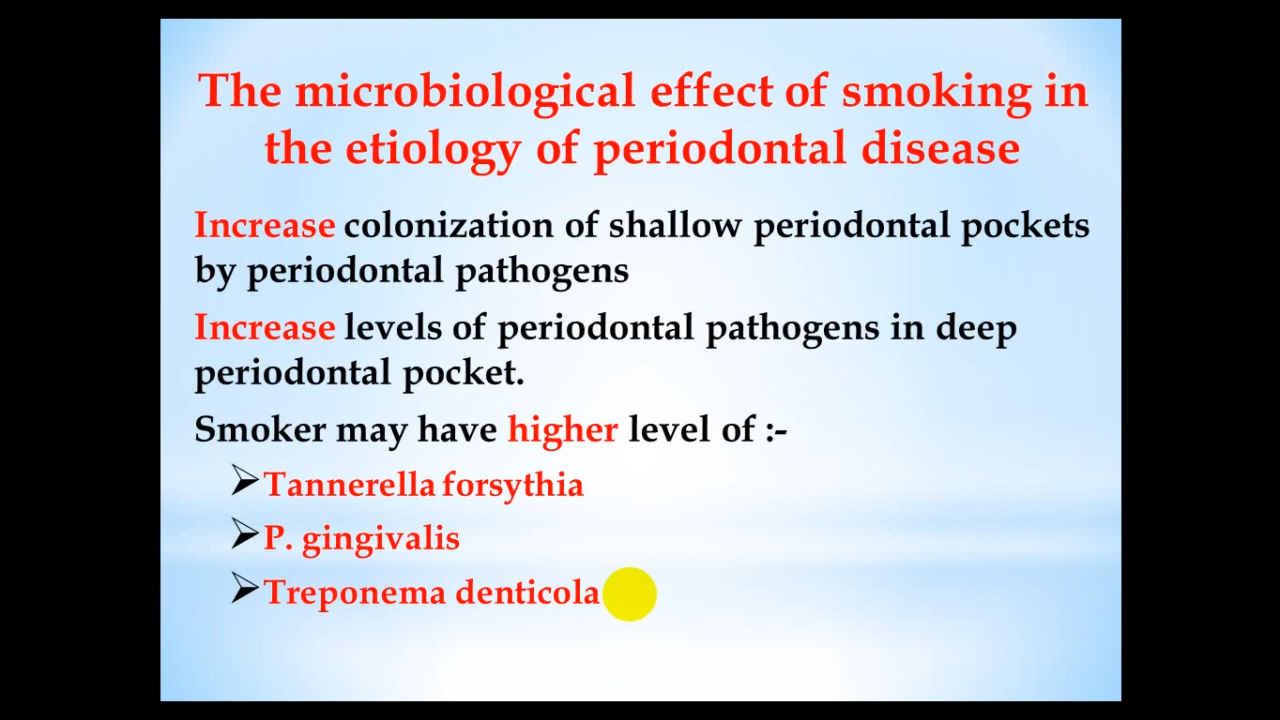 The microbiological effect of smoking in
the etiology of periodontal disease
Increase colonization of shallow periodontal pockets
by periodontal pathogens
Increase levels of periodontal pathogens in deep
periodontal pocket.
Smoker may have higher level of :-
Tannerella forsythia
P. gingivalis
Treponema denticola